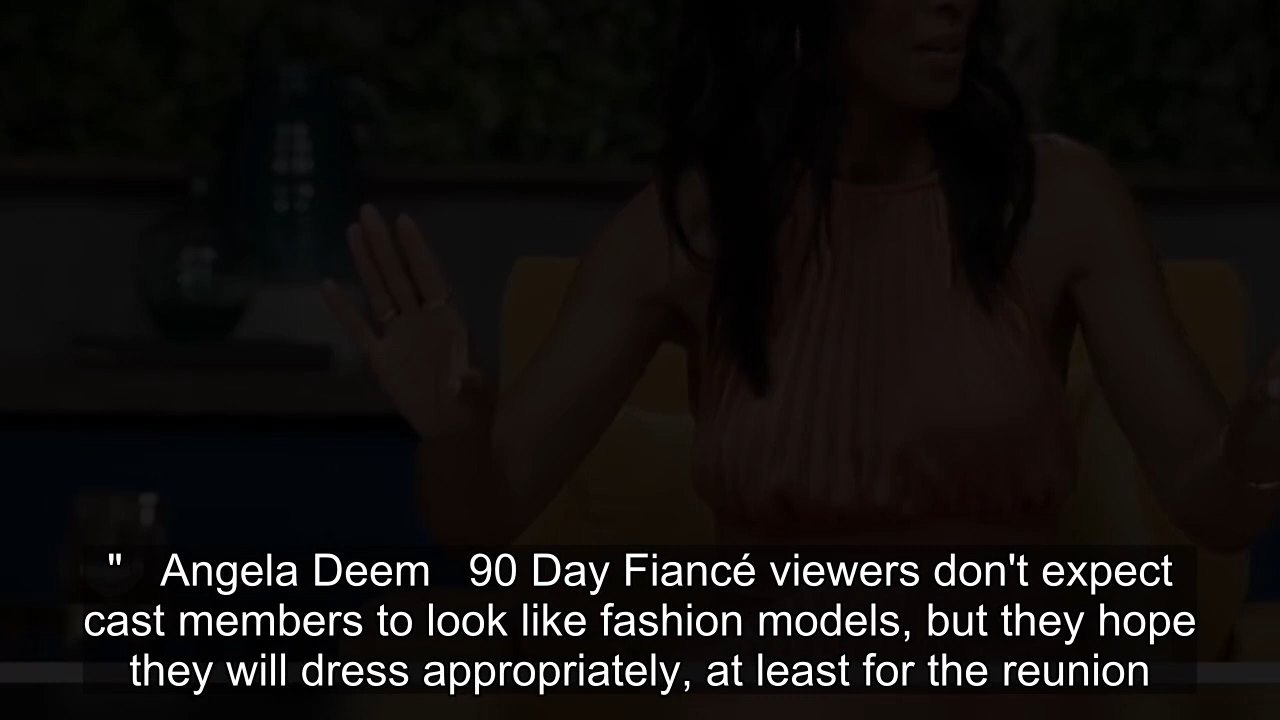 "   Angela Deem   90 Day Fiancé viewers don't expect
cast members to look like fashion models, but they hope
they will dress appropriately, at least for the reunion